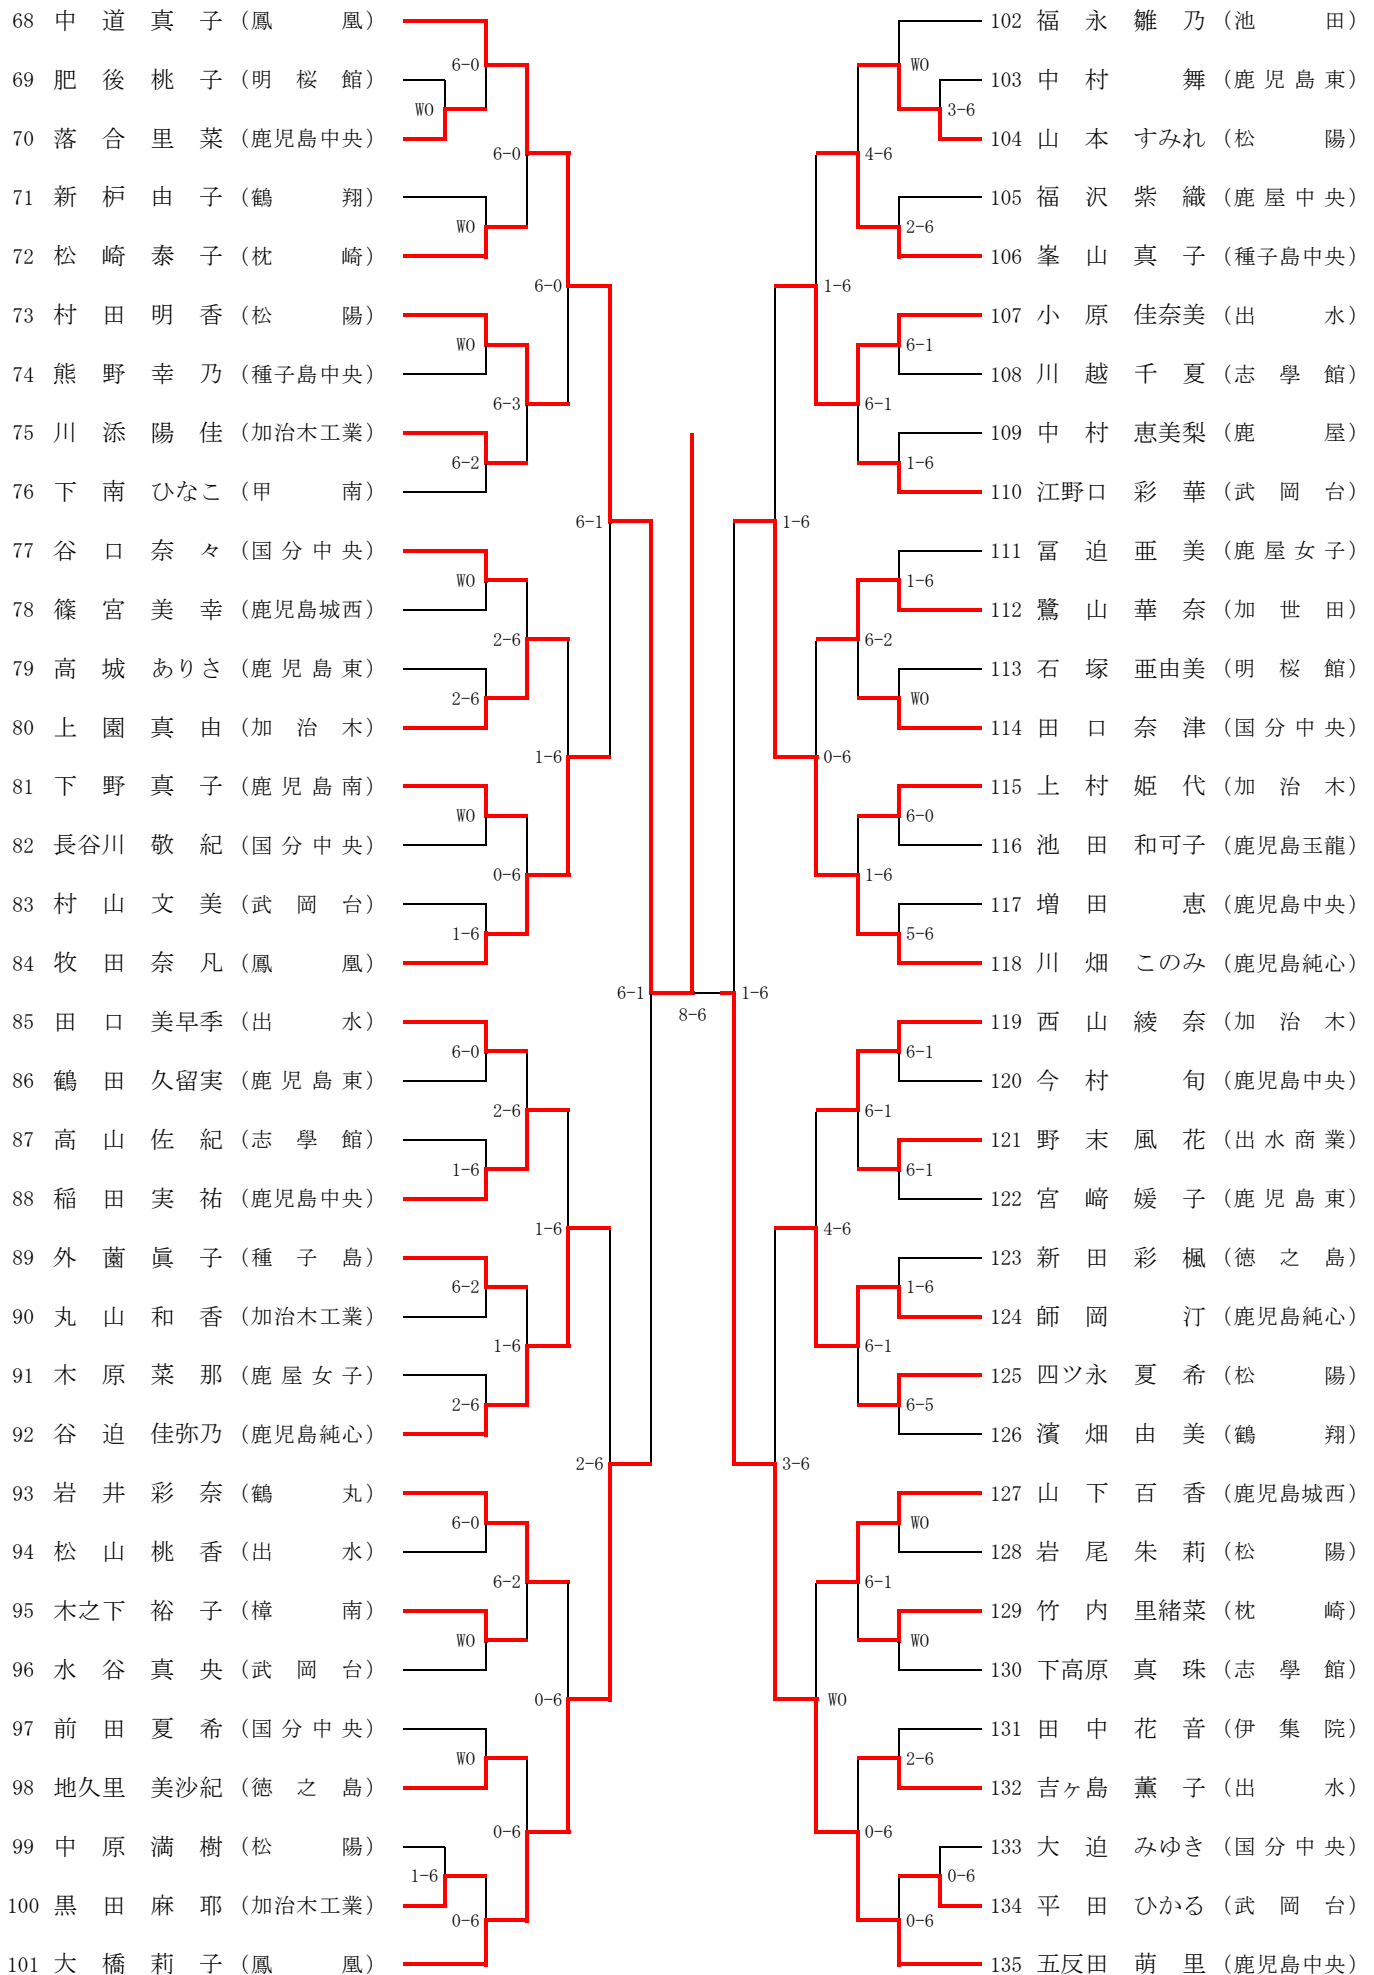 68 中道真子 (鳳凰)
6-0
69 肥後桃子 (明桜館)
WO
70 落合里菜 (鹿児島中央)
6-0
71 新枦由子 (鶴翔)
WO
72 松崎泰子 (枕崎)
6-0
73 村田明香 (松陽)
WO
74 熊野幸乃 (種子島中央)
6-3
75 川添陽佳 (加治木工業)
6-2
76 下南ひなこ (甲南)
6-1
77 谷口奈々 (国分中央)
WO
78 篠宮美幸 (鹿児島城西)
2-6
79 高城ありさ (鹿児島東)
2-6
80 上園真由 (加治木)
1-6
81 下野真子 (鹿児島南)
WO
82 長谷川敬紀 (国分中央)
0-6
83 村山文美 (武岡台)
1-6
84 牧田奈凡 (鳳凰)
6-1
8-6
85 田口美早季 (出水)
6-0
86 鶴田久留実 (鹿児島東)
2-6
87 高山佐紀 (志學館)
1-6
88 稲田実祐 (鹿児島中央)
1-6
89 外薗眞子 (種子島)
6-2
90 丸山和香 (加治木工業)
1-6
91 木原菜那 (鹿屋女子)
2-6
92 谷迫佳弥乃 (鹿児島純心)
2-6
93 岩井彩奈 (鶴丸)
6-0
94 松山桃香 (出水)
6-2
95 木之下裕子 (樟南)
WO
96 水谷真央 (武岡台)
0-6
97 前田夏希 (国分中央)
WO
98 地久里美沙紀 (徳之島)
0-6
99 中原満樹 (松陽)
1-6
100 黒田麻耶 (加治木工業)
0-6
101 大橋莉子 (鳳凰)
102 福永雛乃 (池田)
WO
103 中村舞 (鹿児島東)
3-6
104 山本すみれ (松陽)
4-6
105 福沢紫織 (鹿屋中央)
2-6
106 峯山真子 (種子島中央)
1-6
107 小原佳奈美 (出水)
6-1
108 川越千夏 (志學館)
6-1
109 中村恵美梨 (鹿屋)
1-6
110 江野口彩華 (武岡台)
1-6
111 冨迫亜美 (鹿屋女子)
1-6
112 鷺山華奈 (加世田)
6-2
113 石塚亜由美 (明桜館)
WO
114 田口奈津 (国分中央)
0-6
115 上村姫代 (加治木)
6-0
116 池田和可子 (鹿児島玉龍)
1-6
117 増田恵 (鹿児島中央)
5-6
118 川畑このみ (鹿児島純心)
1-6
119 西山綾奈 (加治木)
6-1
120 今村旬 (鹿児島中央)
6-1
121 野末風花 (出水商業)
6-1
122 宮﨑媛子 (鹿児島東)
4-6
123 新田彩楓 (徳之島)
1-6
124 師岡汀 (鹿児島純心)
6-1
125 四ツ永夏希 (松陽)
6-5
126 濱畑由美 (鶴翔)
3-6
127 山下百香 (鹿児島城西)
WO
128 岩尾朱莉 (松陽)
6-1
129 竹内里緒菜 (枕崎)
WO
130 下高原真珠 (志學館)
WO
131 田中花音 (伊集院)
2-6
132 吉ヶ島薫子 (出水)
0-6
133 大迫みゆき (国分中央)
0-6
134 平田ひかる (武岡台)
0-6
135 五反田萌里 (鹿児島中央)